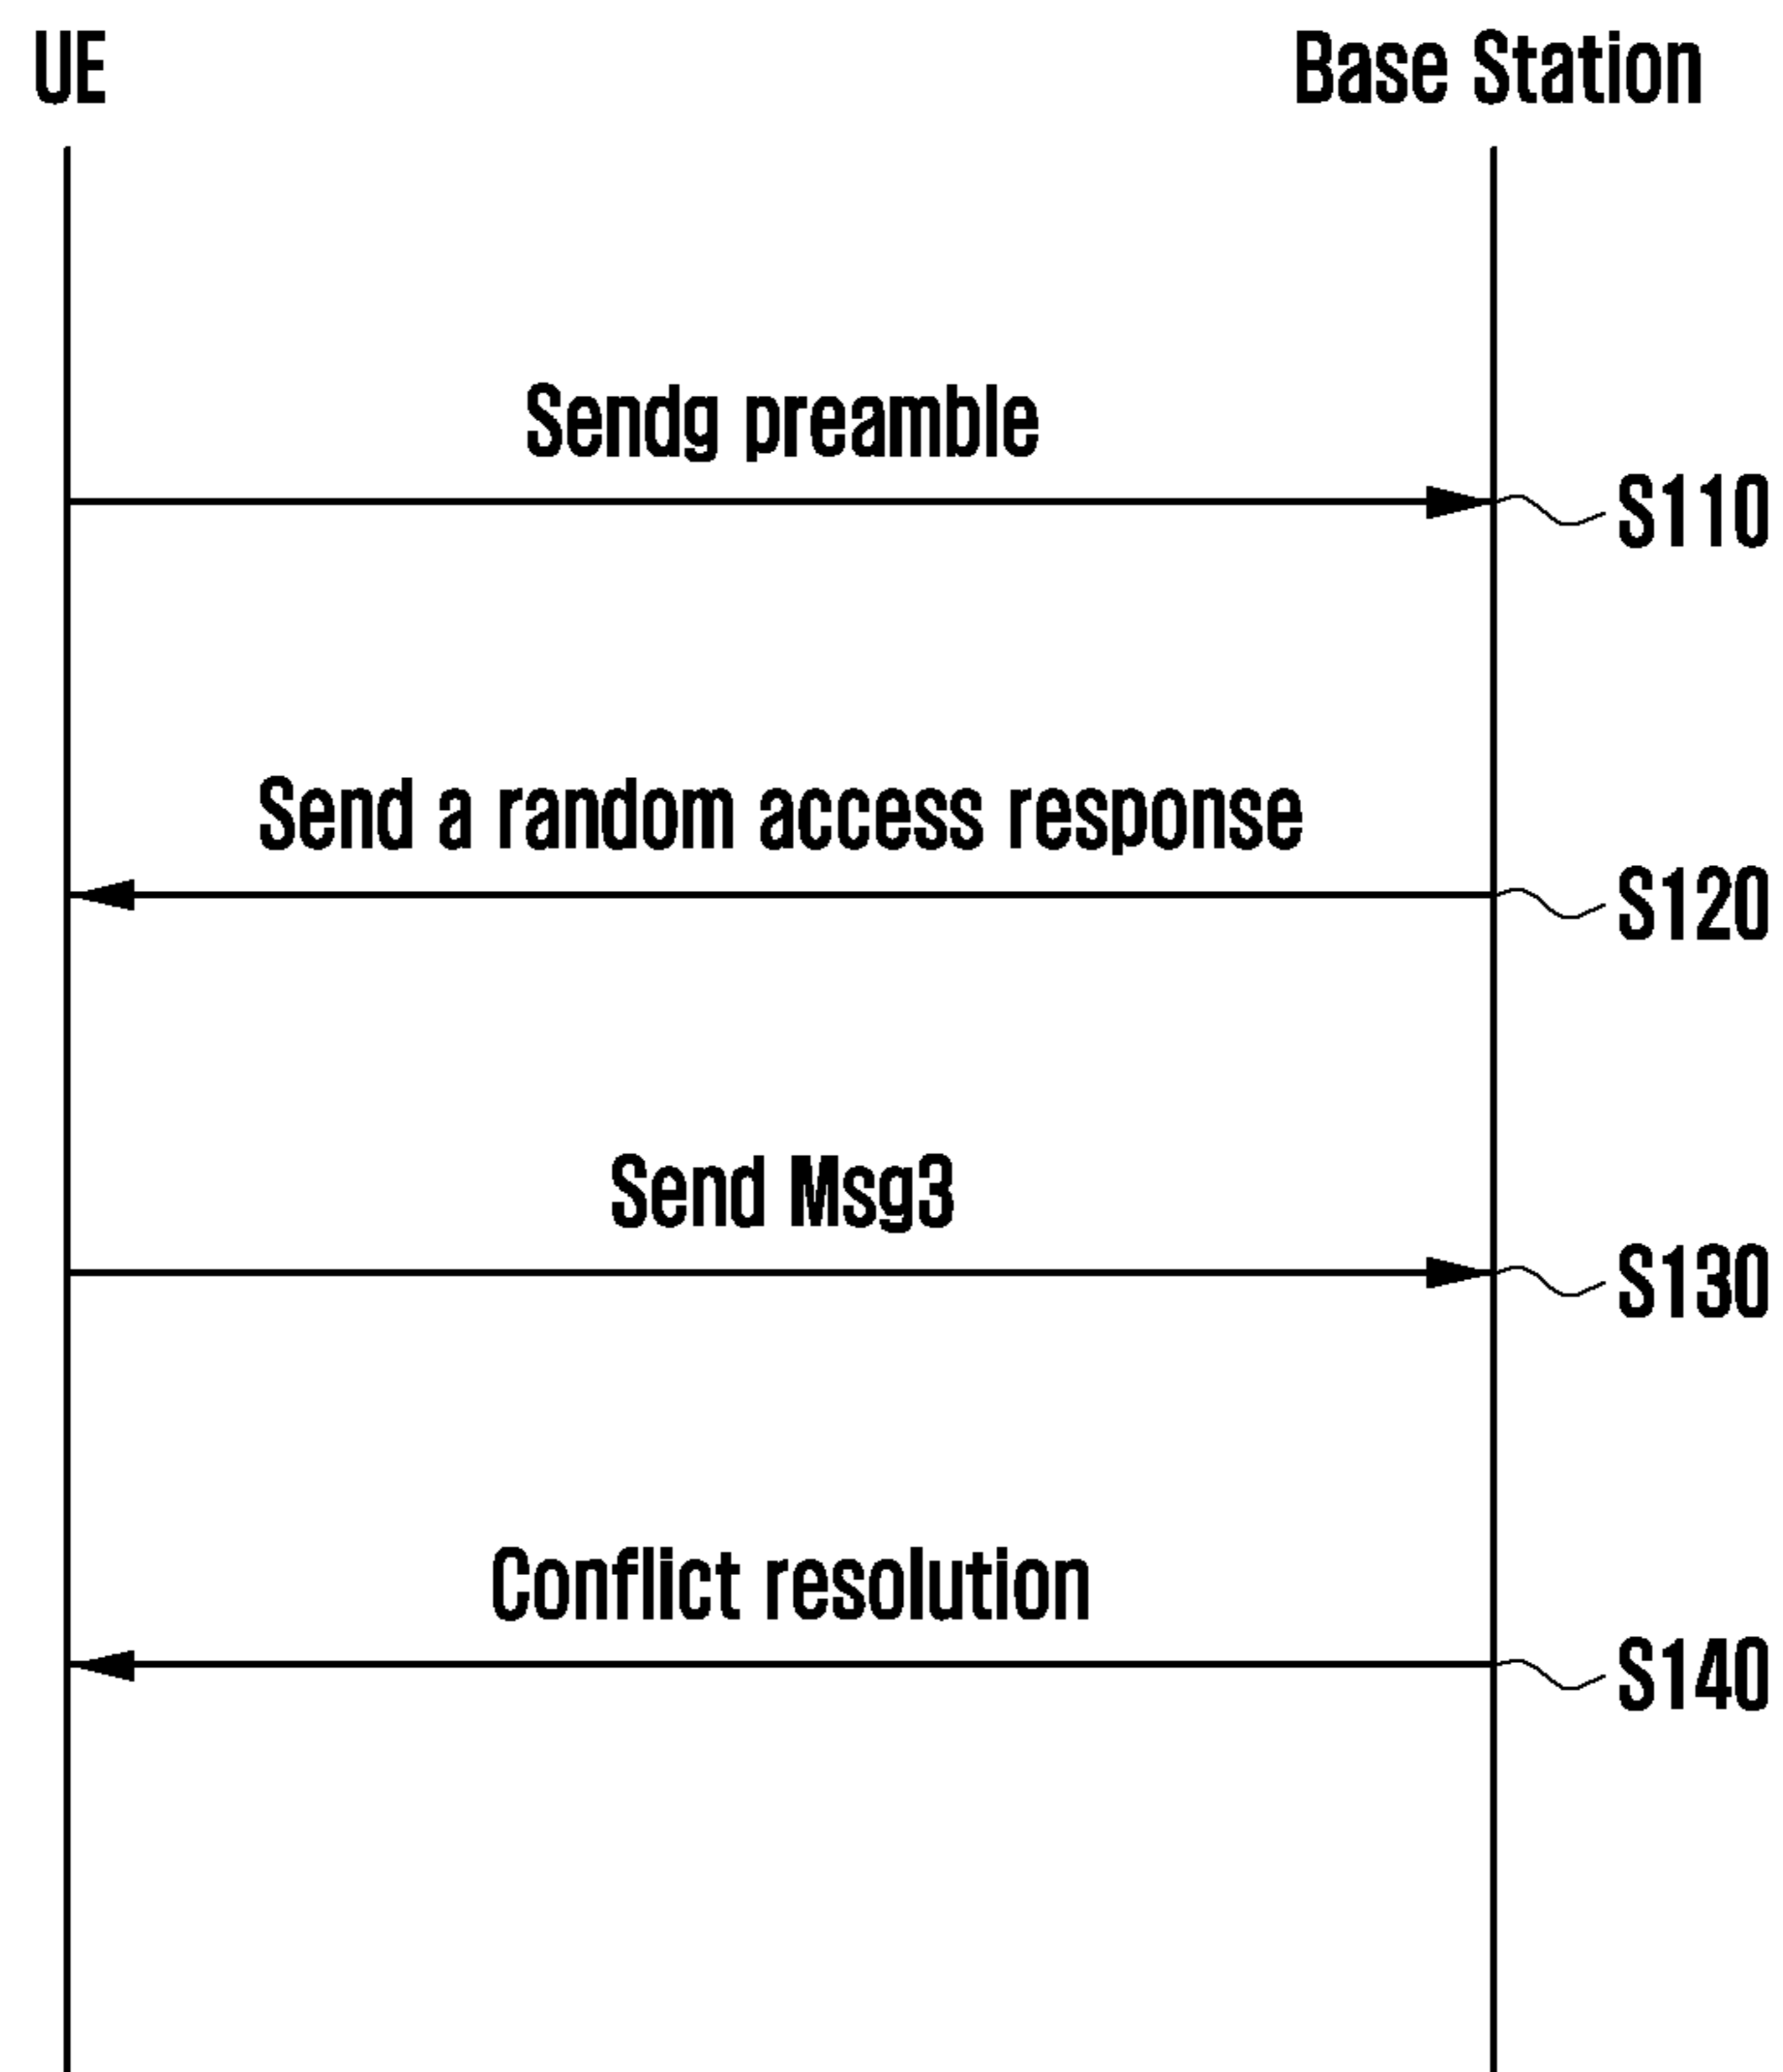 UE
Base Station
Sendg preamble
S110
Send a random access response
S120
Send Msg3
S130
Conflict resolution
S140